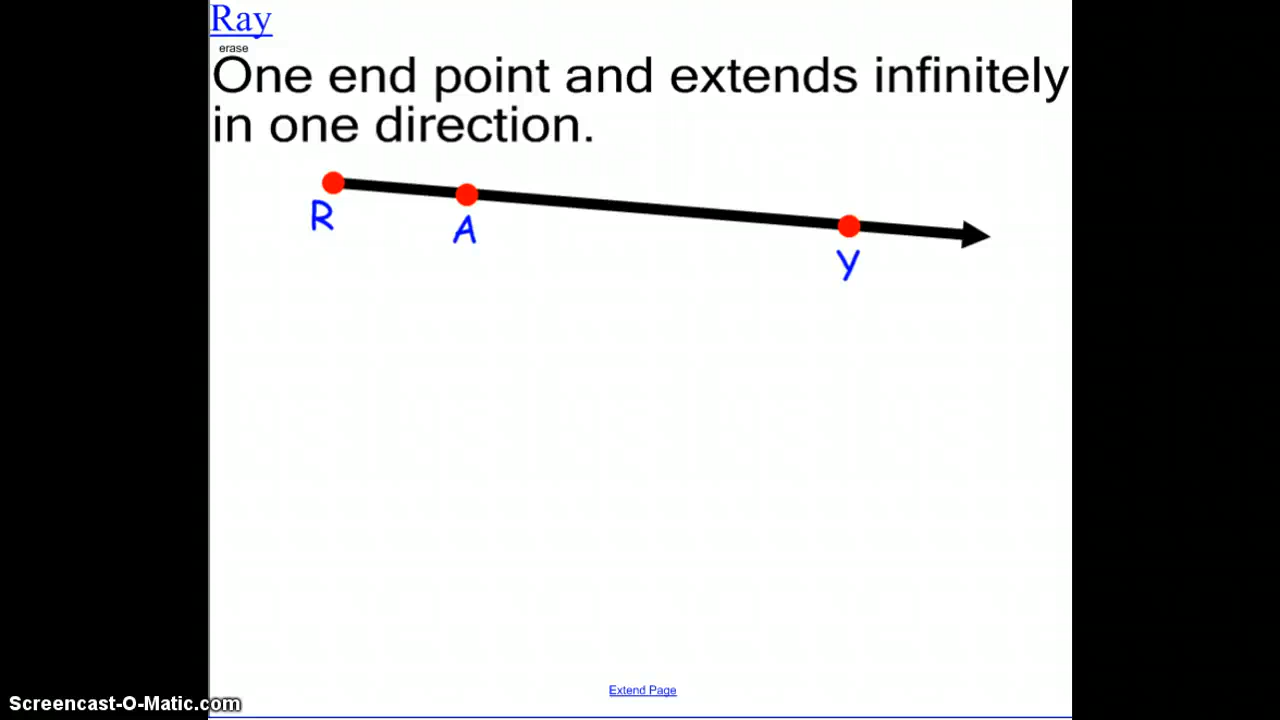 Ray
erase
One end point and extends infinitely
in one direction.
R
A
Y
Extend Page
Screencast-O-Matic.com